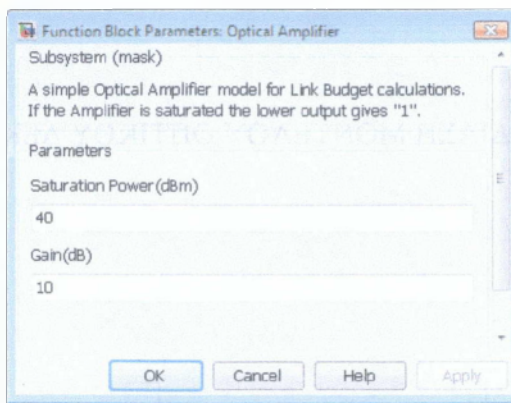 Function Block Parameters: Optical Amplifier
Subsystem (mask)
A simple Optical Amplifier model for Link Budget calculations.
If the Amplifier is saturated the lower output gives "1".
Parameters
Saturation Power(dBm)
40
Gain(dB)
10
OK Cancel Help Apply